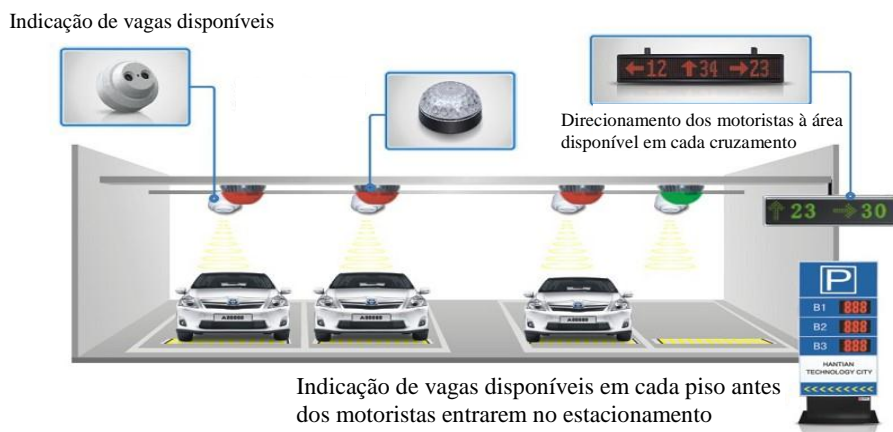 Indicação de vagas disponíveis
←12 ↑34 →23
Direcionamento dos motoristas à área
disponível em cada cruzamento
↑23 →30
P
B1 888
B2 888
B3 888
HANTIAN
TECHNOLOGY CITY
<<<<<<<<<
Indicação de vagas disponíveis em cada piso antes
dos motoristas entrarem no estacionamento